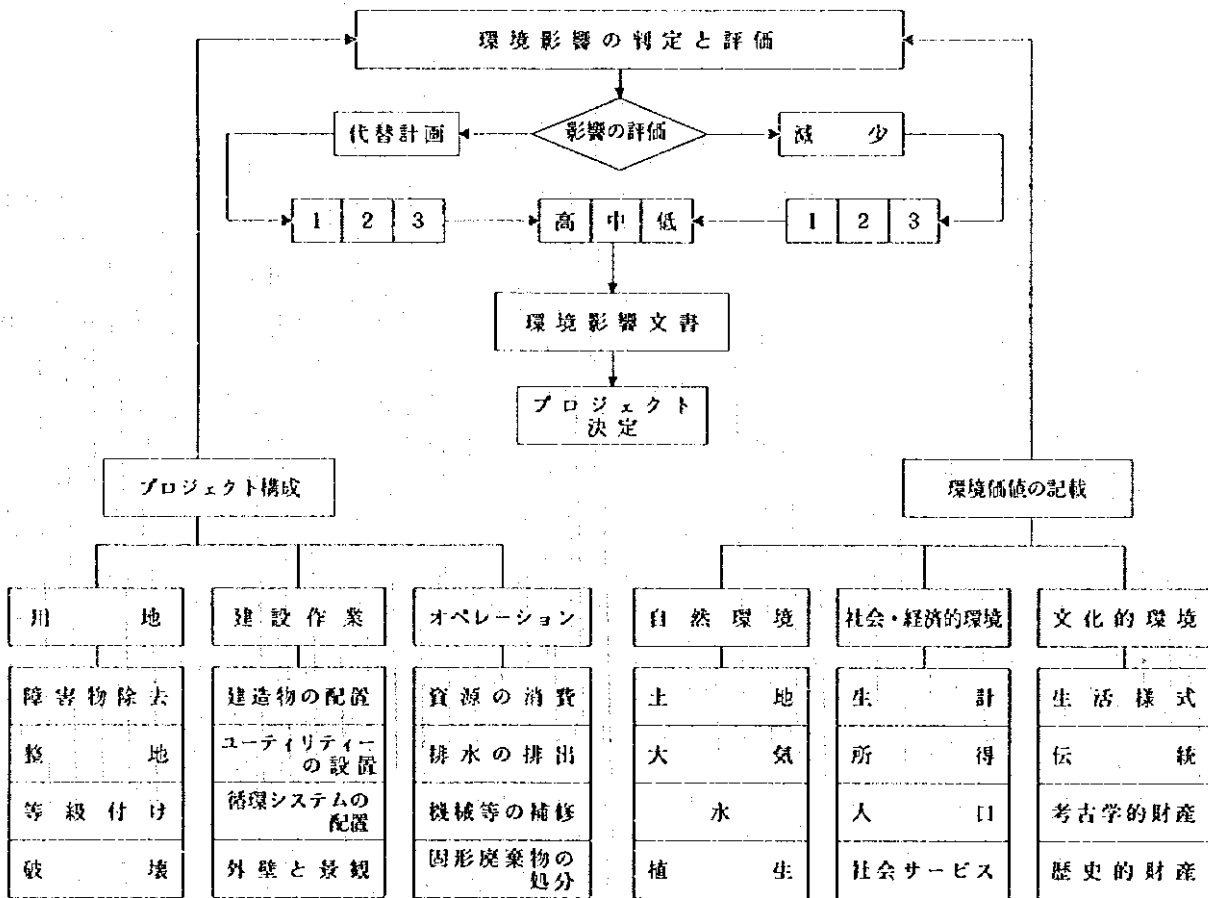 環境影響の判定と評価
代替計画
影響の評価
減少
1 2 3
高 中 低
1 2 3
環境影響文書
プロジェクト
決定
プロジェクト構成
環境価値の記載
用地
建設作業
オペレーション
自然環境
社会・経済的環境
文化的環境
障害物除去
建造物の配置
資源の消費
土地
生計
生活様式
整地
ユーティリティー
の設置
排水の排出
大気
所得
伝統
等級付け
循環システムの
配置
機械等の補修
水
人口
考古学的財産
破壊
外壁と景観
固形廃棄物の
処分
植生
社会サービス
歴史的財産